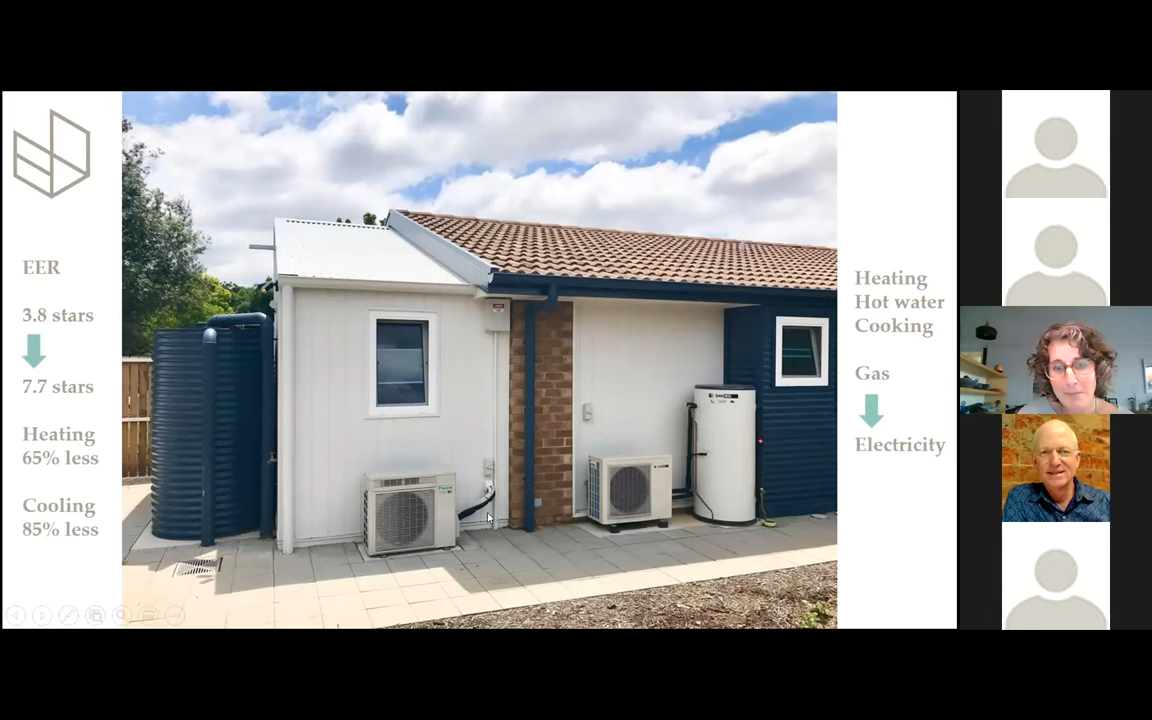 EER
3.8 stars
7.7 stars
Heating
65% less
Cooling
85% less
Heating
Hot water
Cooking
Gas
Electricity